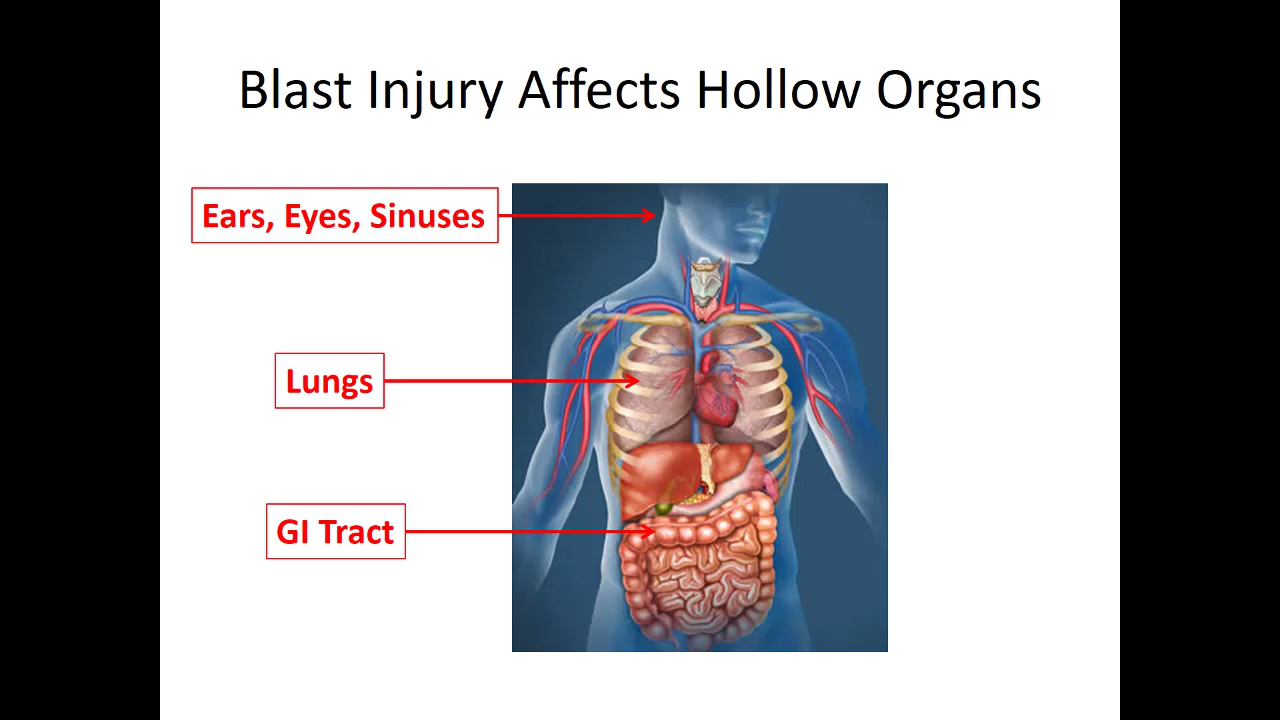 Blast Injury Affects Hollow Organs
Ears, Eyes, Sinuses
Lungs
GI Tract